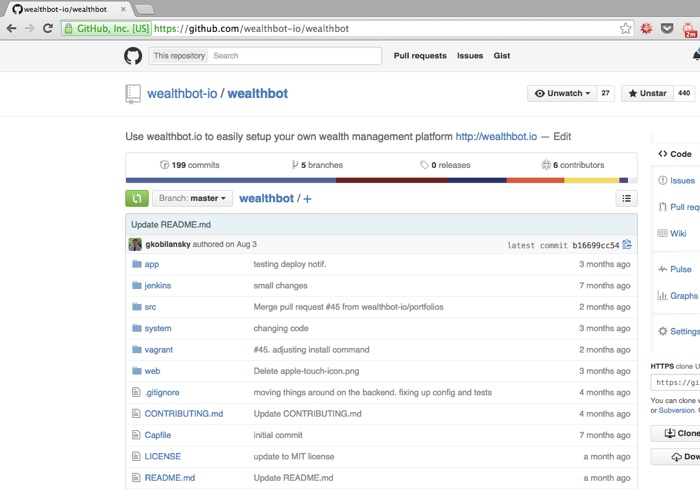 wealthbot-io/wealthbot
GitHub, Inc. [US] https://github.com/wealthbot-io/wealthbot
2m
This repository Search Pull requests Issues Gist
wealthbot-io / wealthbot Unwatch 27 Unstar 440
Use wealthbot.io to easily setup your own wealth management platform http://wealthbot.io — Edit
199 commits 5 branches 0 releases 6 contributors
Branch: master wealthbot / +
Update README.md
gkobilansky authored on Aug 3 latest commit b16699cc54
app testing deploy notif. 3 months ago
jenkins small changes 7 months ago
src Merge pull request #45 from wealthbot-io/portfolios 2 months ago
system changing code 3 months ago
vagrant #45. adjusting install command 2 months ago
web Delete apple-touch-icon.png 3 months ago
.gitignore moving things around on the backend. fixing up config and tests 4 months ago
CONTRIBUTING.md Update CONTRIBUTING.md 4 months ago
Capfile initial commit 7 months ago
LICENSE update to MIT license a month ago
README.md Update README.md a month ago
Code
Issues
Pull req
Wiki
Pulse
Graphs
Settings
HTTPS clone U
https://gi
You can clone w
or Subversion.
Clone
Dow